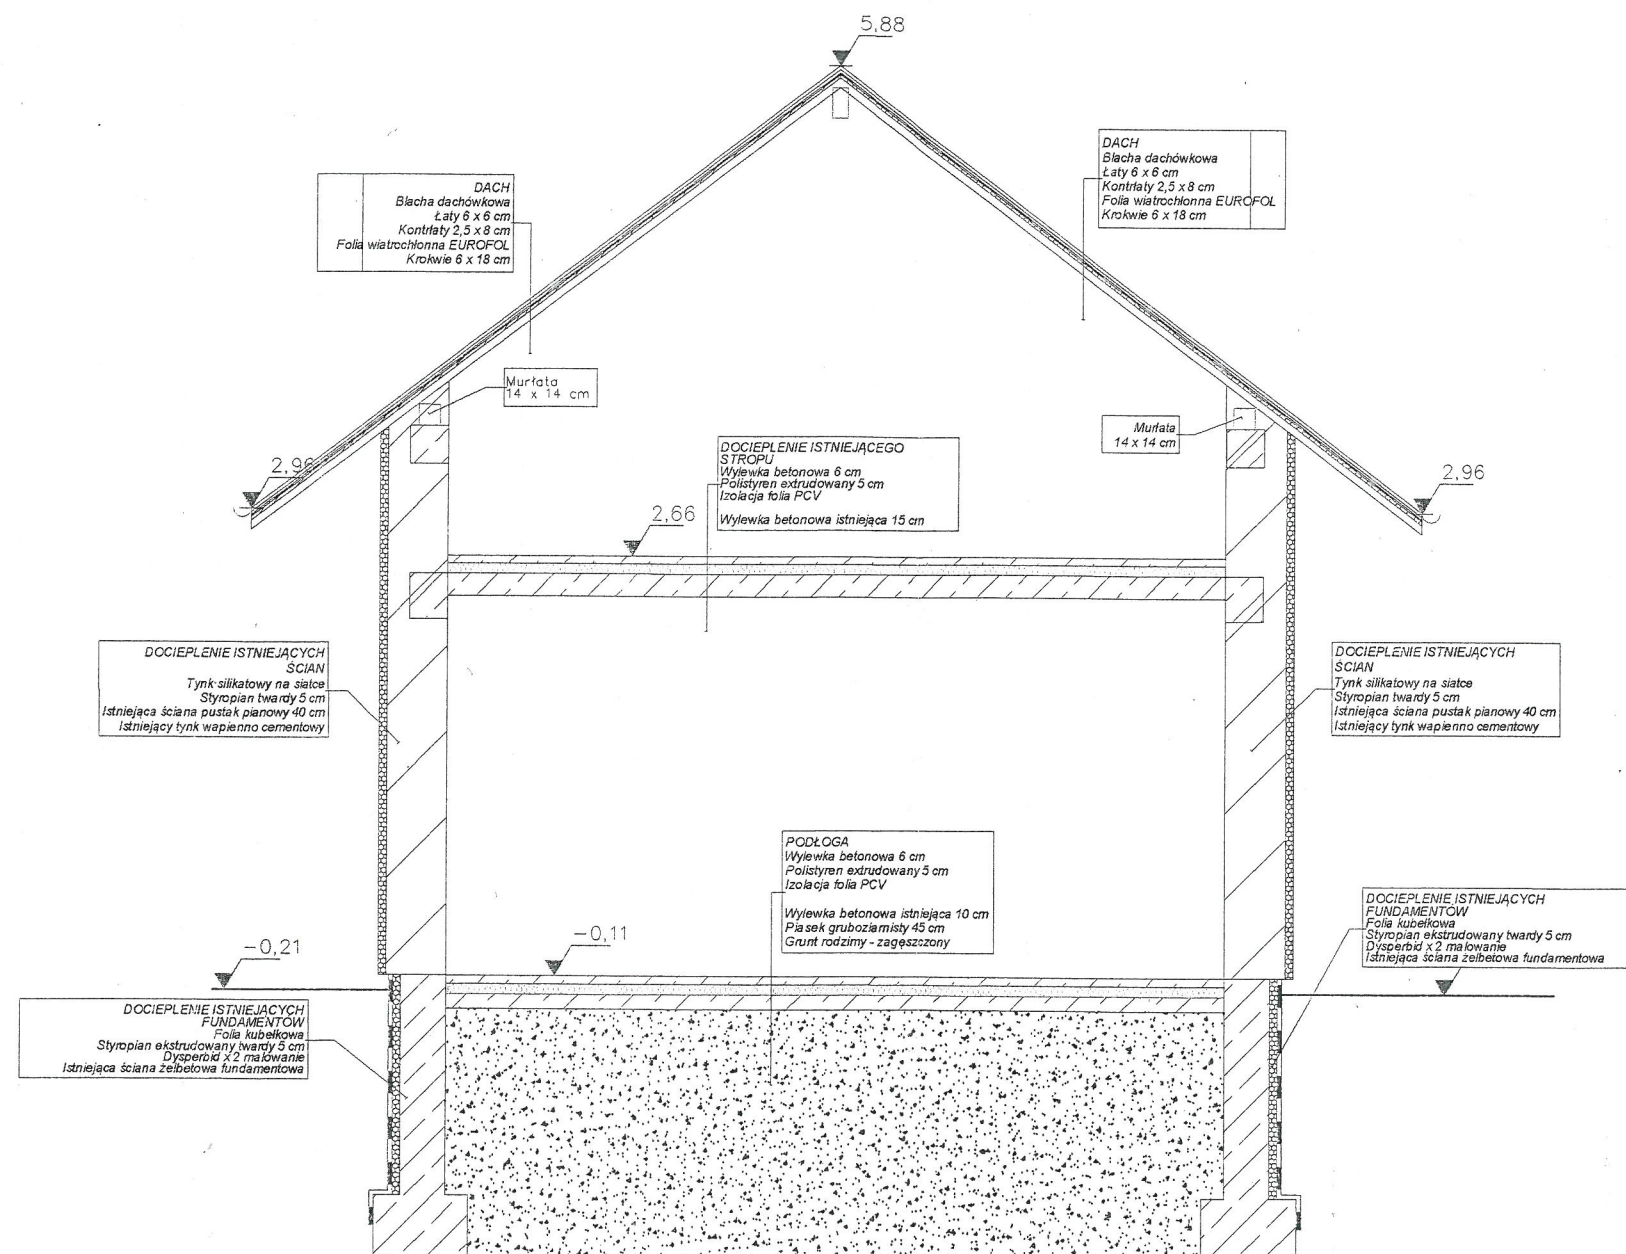 5,88
DACH
Blacha dachówkowa
Łaty 6 x 6 cm
Kontrłaty 2,5 x 8 cm
Folia wiatrochłonna EUROFOL
Krokwie 6 x 18 cm
DACH
Blacha dachówkowa
Łaty 6 x 6 cm
Kontrłaty 2,5 x 8 cm
Folia wiatrochłonna EUROFOL
Krokwie 6 x 18 cm
Murłata
14 x 14 cm
Murłata
14 x 14 cm
2,96
2,96
DOCIEPLENIE ISTNIEJĄCEGO
STROPU
Wylewka betonowa 6 cm
Polistyren extrudowany 5 cm
Izolacja folia PCV
Wylewka betonowa istniejąca 15 cm
2,66
DOCIEPLENIE ISTNIEJĄCYCH
ŚCIAN
Tynk silikatowy na siatce
Styropian twardy 5 cm
Istniejąca ściana pustak pianowy 40 cm
Istniejący tynk wapienno cementowy
DOCIEPLENIE ISTNIEJĄCYCH
ŚCIAN
Tynk silikatowy na siatce
Styropian twardy 5 cm
Istniejąca ściana pustak pianowy 40 cm
Istniejący tynk wapienno cementowy
PODŁOGA
Wylewka betonowa 6 cm
Polistyren extrudowany 5 cm
Izolacja folia PCV
Wylewka betonowa istniejąca 10 cm
Piasek gruboziarnisty 45 cm
Grunt rodzimy - zagęszczony
DOCIEPLENIE ISTNIEJĄCYCH
FUNDAMENTÓW
Folia kubełkowa
Styropian ekstrudowany twardy 5 cm
Dysperbid x 2 malowanie
Istniejąca ściana żelbetowa fundamentowa
-0,21
-0,11
DOCIEPLENIE ISTNIEJĄCYCH
FUNDAMENTÓW
Folia kubełkowa
Styropian ekstrudowany twardy 5 cm
Dysperbid x 2 malowanie
Istniejąca ściana żelbetowa fundamentowa